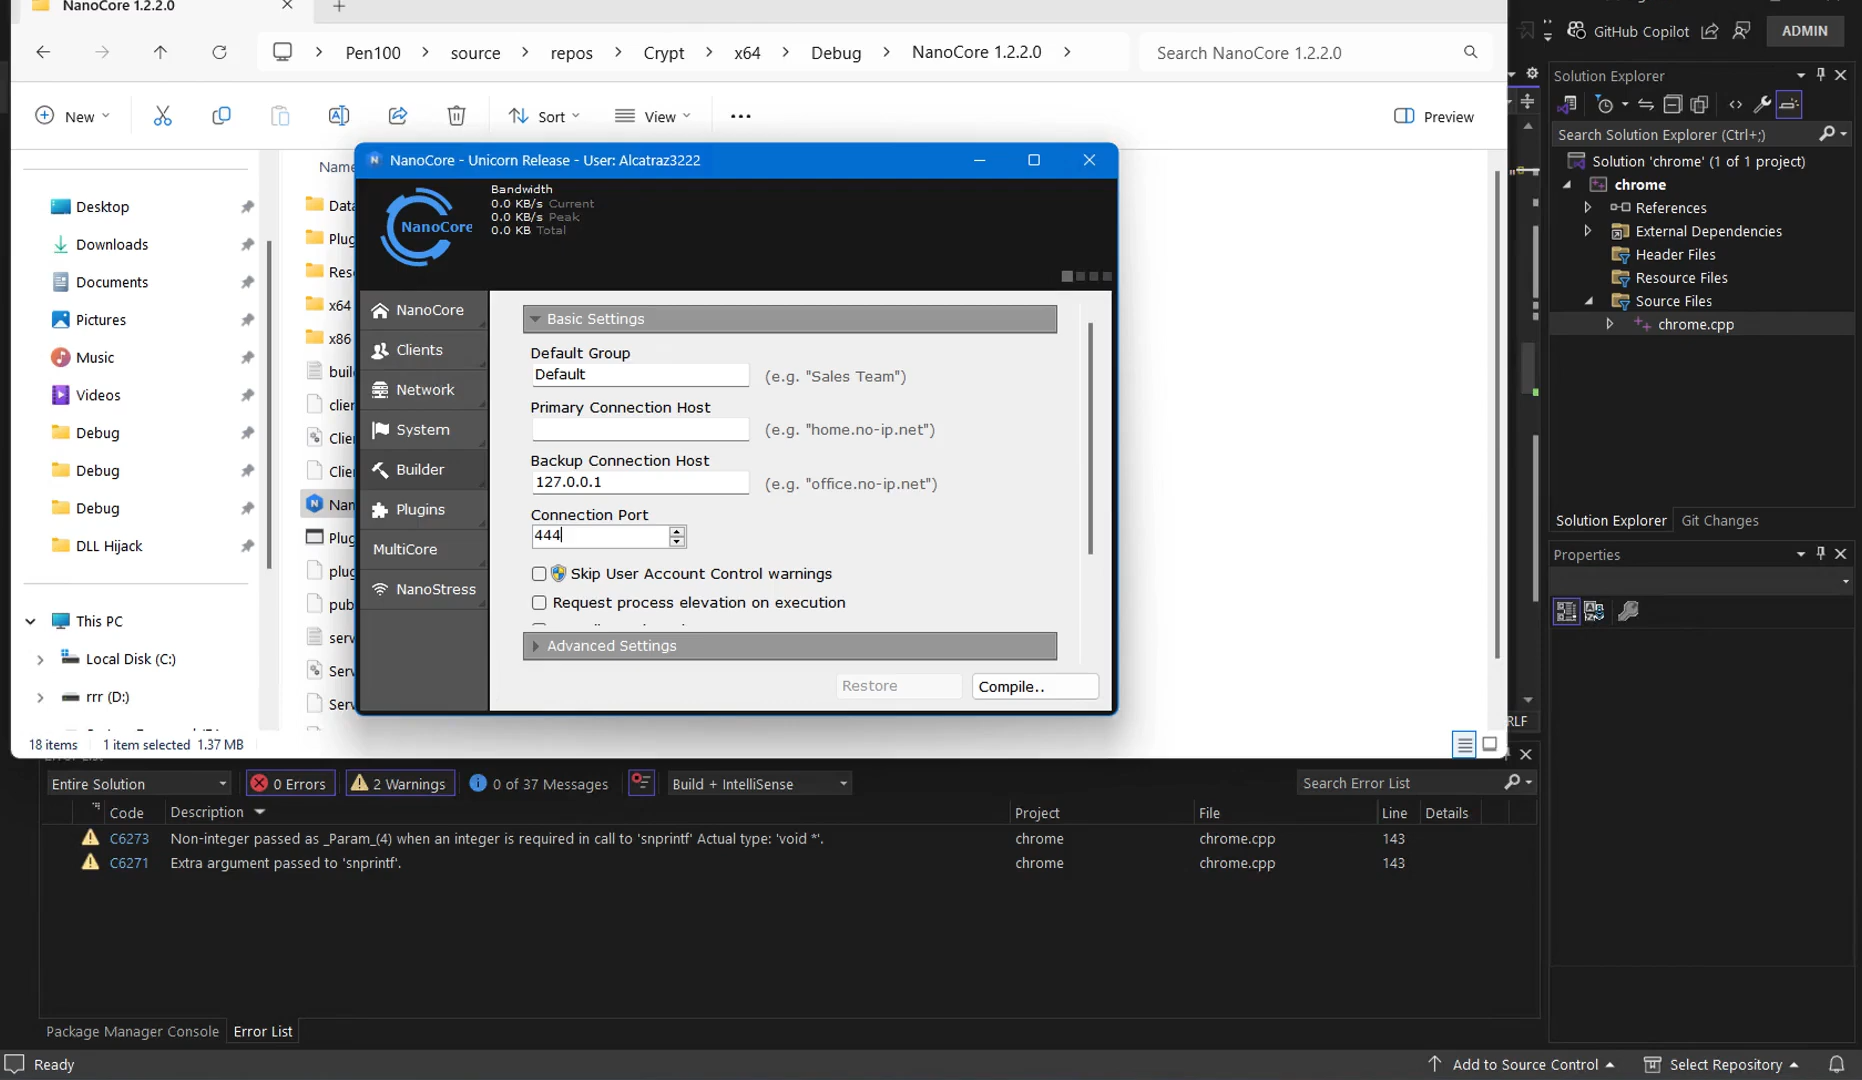 NanoCore 1.2.2.0
GitHub Copilot
ADMIN
Pen100 > source > repos > Crypt > x64 > Debug > NanoCore 1.2.2.0 >
Search NanoCore 1.2.2.0
New
Sort
View
Preview
Solution Explorer
Search Solution Explorer (Ctrl+;)
Solution 'chrome' (1 of 1 project)
chrome
References
External Dependencies
Header Files
Resource Files
Source Files
chrome.cpp
Solution Explorer
Git Changes
Properties
Desktop
Downloads
Documents
Pictures
Music
Videos
Debug
Debug
Debug
DLL Hijack
This PC
Local Disk (C:)
rrr (D:)
Name
Data
Plug
Res
x64
x86
buil
clien
Clie
Clie
Nan
Plug
plug
pub
serv
Serv
Serv
NanoCore - Unicorn Release - User: Alcatraz3222
NanoCore
Bandwidth
0.0 KB/s Current
0.0 KB/s Peak
0.0 KB Total
NanoCore
Clients
Network
System
Builder
Plugins
MultiCore
NanoStress
Basic Settings
Default Group
Default
(e.g. "Sales Team")
Primary Connection Host
(e.g. "home.no-ip.net")
Backup Connection Host
127.0.0.1
(e.g. "office.no-ip.net")
Connection Port
444
Skip User Account Control warnings
Request process elevation on execution
Advanced Settings
Restore
Compile..
18 items
1 item selected 1.37 MB
RLF
Entire Solution
0 Errors
2 Warnings
0 of 37 Messages
Build + IntelliSense
Search Error List
Code
Description
Project
File
Line
Details
C6273 Non-integer passed as _Param_(4) when an integer is required in call to 'snprintf' Actual type: 'void *'. chrome chrome.cpp 143
C6271 Extra argument passed to 'snprintf'. chrome chrome.cpp 143
Package Manager Console
Error List
Ready
Add to Source Control
Select Repository